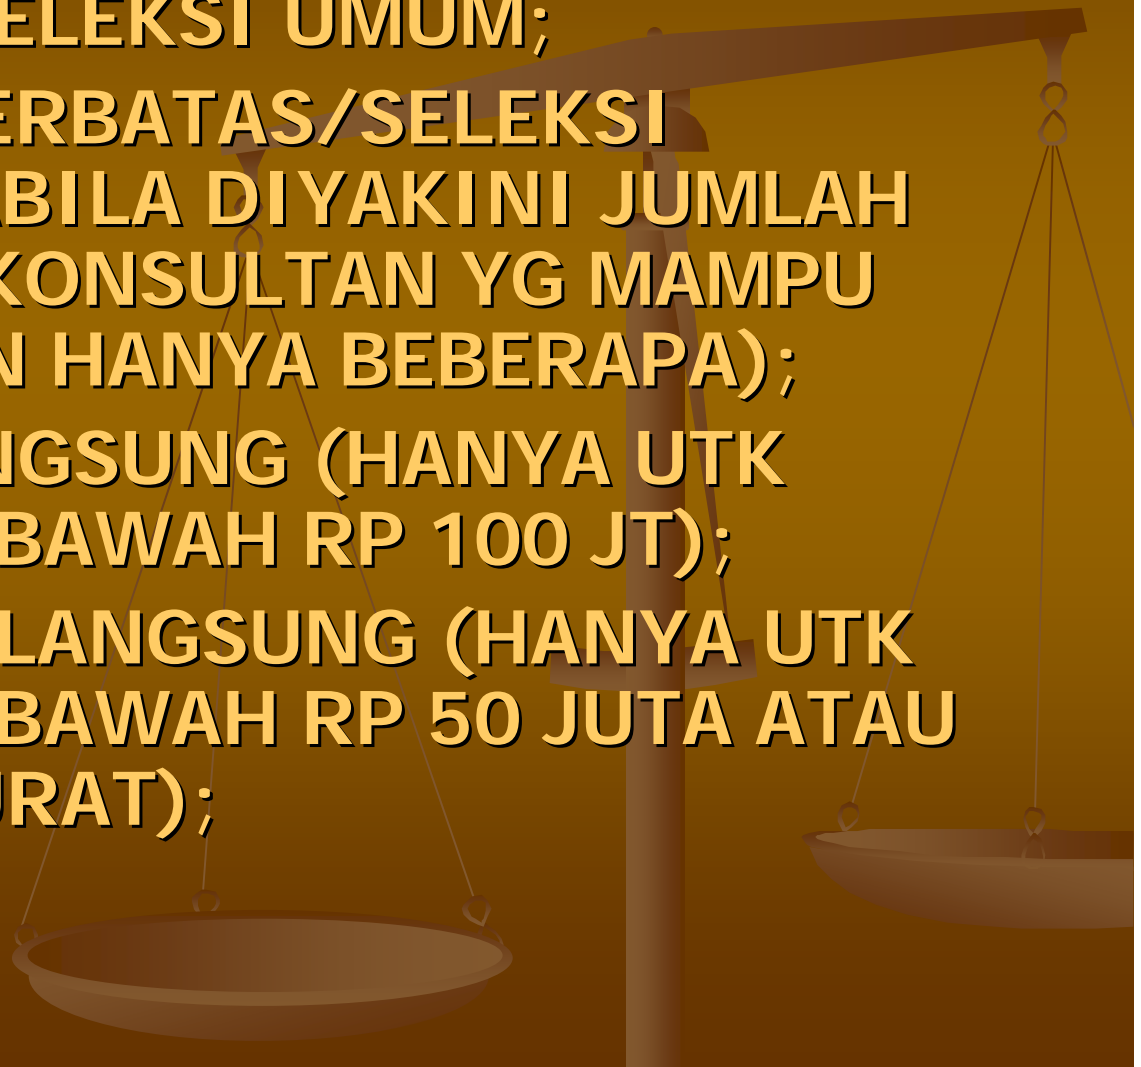 ELEKSI UMUM;
ERBATAS/SELEKSI
ABILA DIYAKINI JUMLAH
KONSULTAN YG MAMPU
N HANYA BEBERAPA);
NGSUNG (HANYA UTK
BAWAH RP 100 JT);
LANGSUNG (HANYA UTK
BAWAH RP 50 JUTA ATAU
URAT);